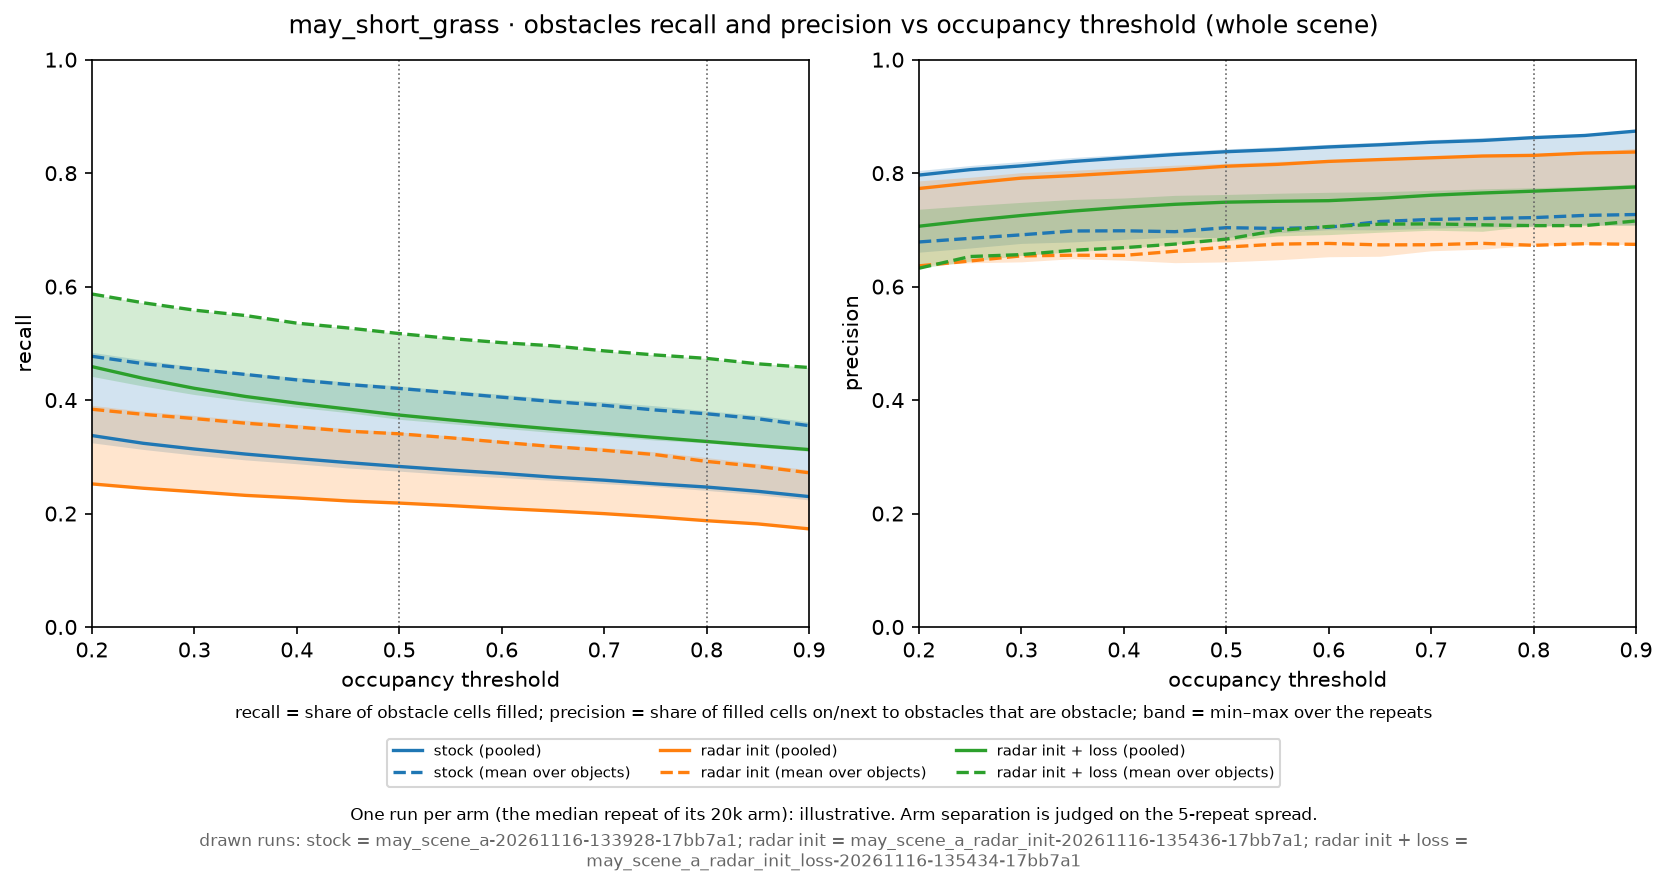 may_short_grass · obstacles recall and precision vs occupancy threshold (whole scene)
1.0
0.8
0.6
0.4
0.2
0.0
recall
0.2 0.3 0.4 0.5 0.6 0.7 0.8 0.9
occupancy threshold
1.0
0.8
0.6
0.4
0.2
0.0
precision
0.2 0.3 0.4 0.5 0.6 0.7 0.8 0.9
occupancy threshold
recall = share of obstacle cells filled; precision = share of filled cells on/next to obstacles that are obstacle; band = min–max over the repeats
stock (pooled) radar init (pooled) radar init + loss (pooled)
stock (mean over objects) radar init (mean over objects) radar init + loss (mean over objects)
One run per arm (the median repeat of its 20k arm): illustrative. Arm separation is judged on the 5-repeat spread.
drawn runs: stock = may_scene_a-20261116-133928-17bb7a1; radar init = may_scene_a_radar_init-20261116-135436-17bb7a1; radar init + loss =
may_scene_a_radar_init_loss-20261116-135434-17bb7a1